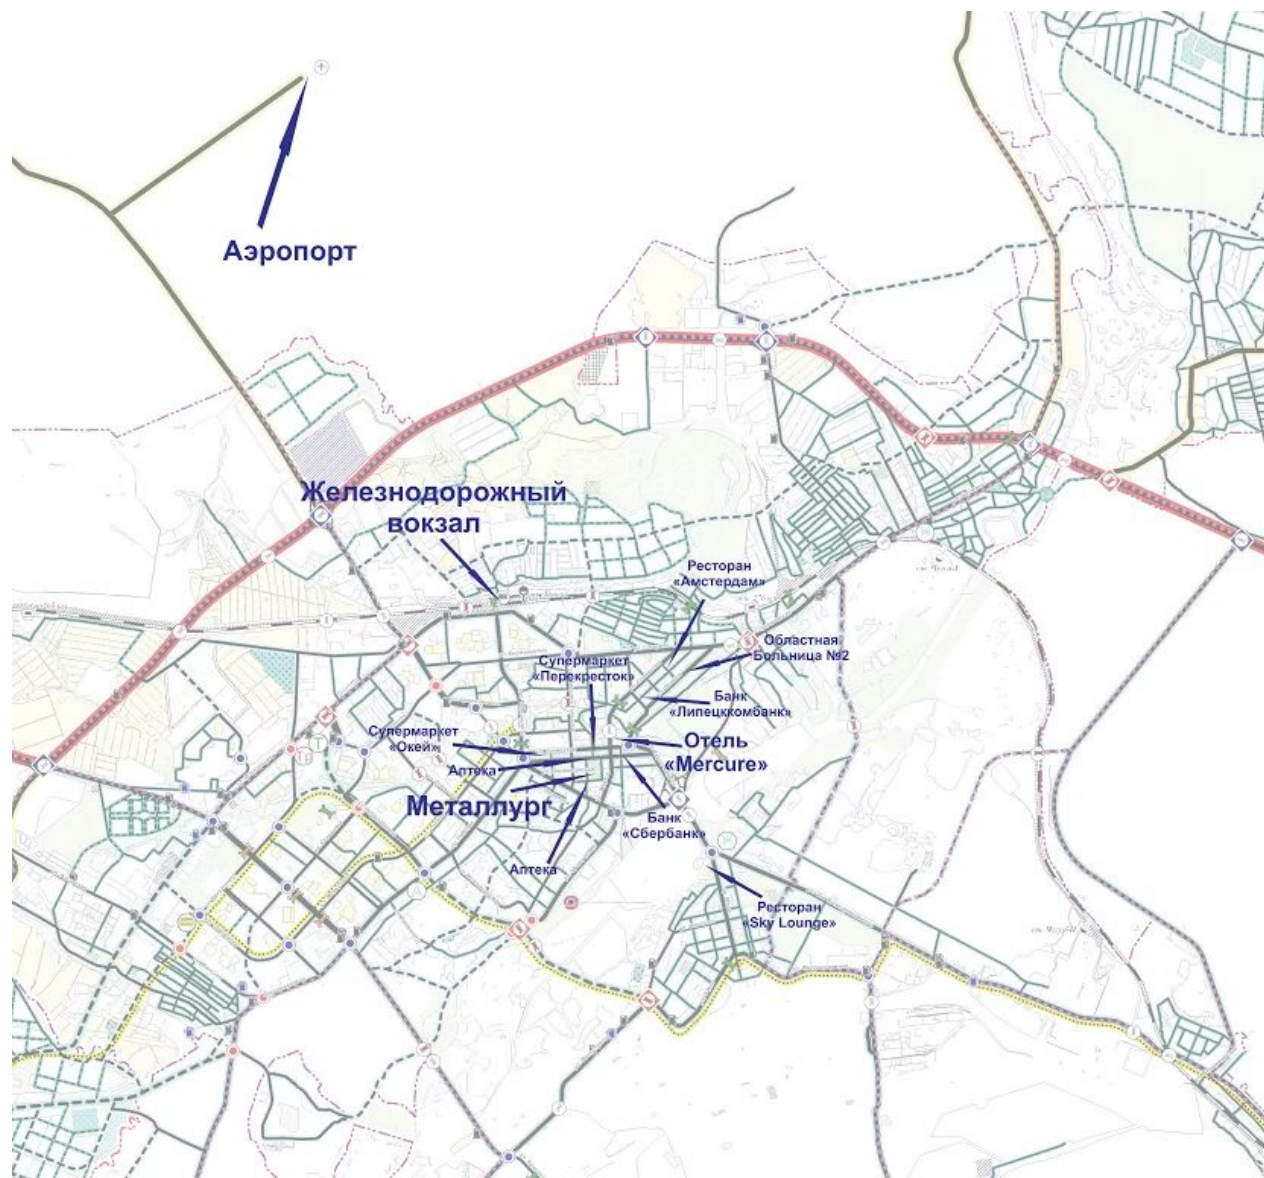 Аэропорт
Железнодорожный
вокзал
Ресторан
«Амстердам»
Областная
Больница №2
Супермаркет
«Перекресток»
Банк
«Липецккомбанк»
Супермаркет
«Окей»
Отель
«Mercure»
Аптека
Металлург
Банк
«Сбербанк»
Аптека
Ресторан
«Sky Lounge»